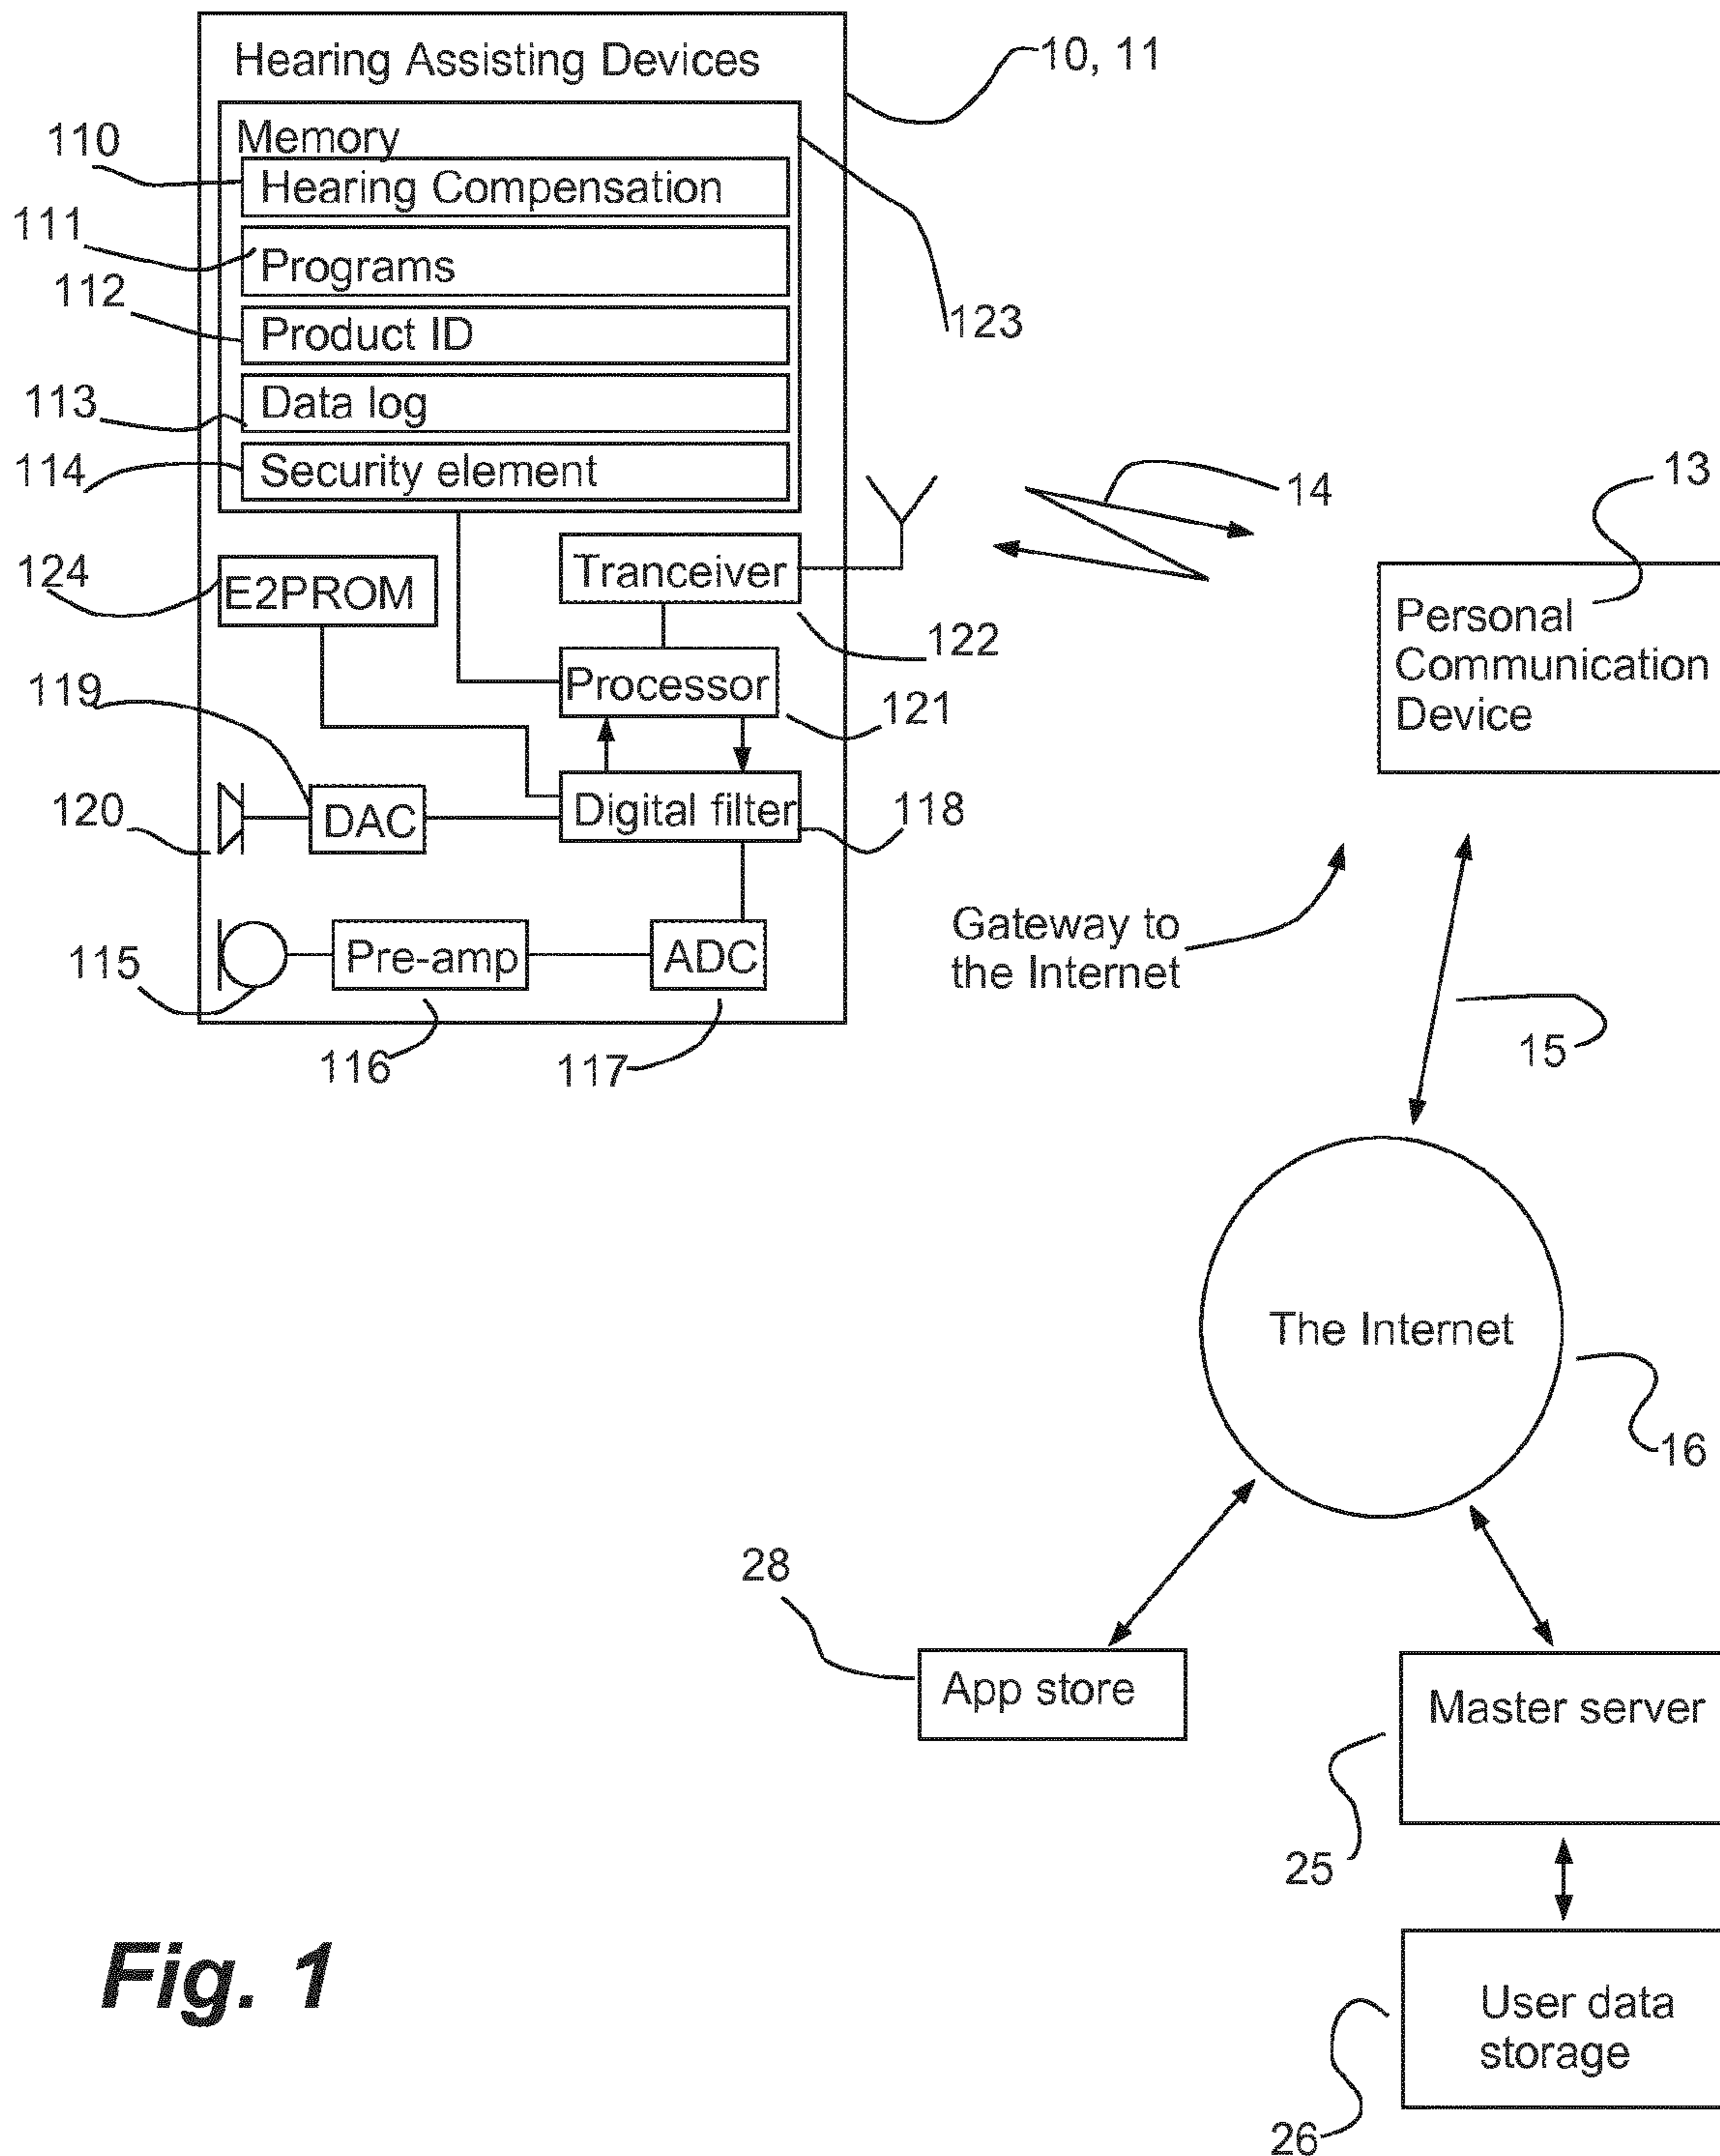 Hearing Assisting Devices
10, 11
Memory
110
Hearing Compensation
111
Programs
112
Product ID
123
113
Data log
114
Security element
14
13
124
E2PROM
Tranceiver
122
Personal
Communication
Device
119
Processor
121
120
DAC
Digital filter
118
Gateway to
the Internet
115
Pre-amp
ADC
116
117
15
The Internet
16
28
App store
Master server
25
User data
storage
26
Fig. 1